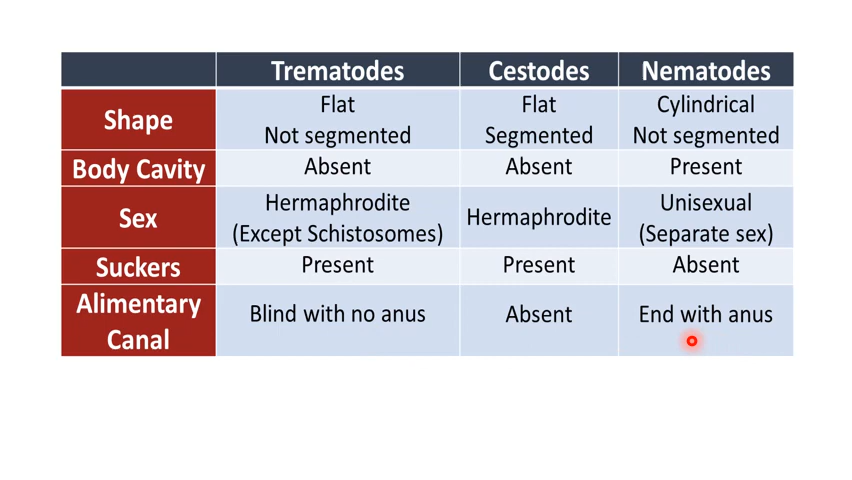 Trematodes Cestodes Nematodes
Shape
Flat
Not segmented
Flat
Segmented
Cylindrical
Not segmented
Body Cavity Absent Absent Present
Sex
Hermaphrodite
(Except Schistosomes)
Hermaphrodite
Unisexual
(Separate sex)
Suckers Present Present Absent
Alimentary
Canal
Blind with no anus
Absent
End with anus